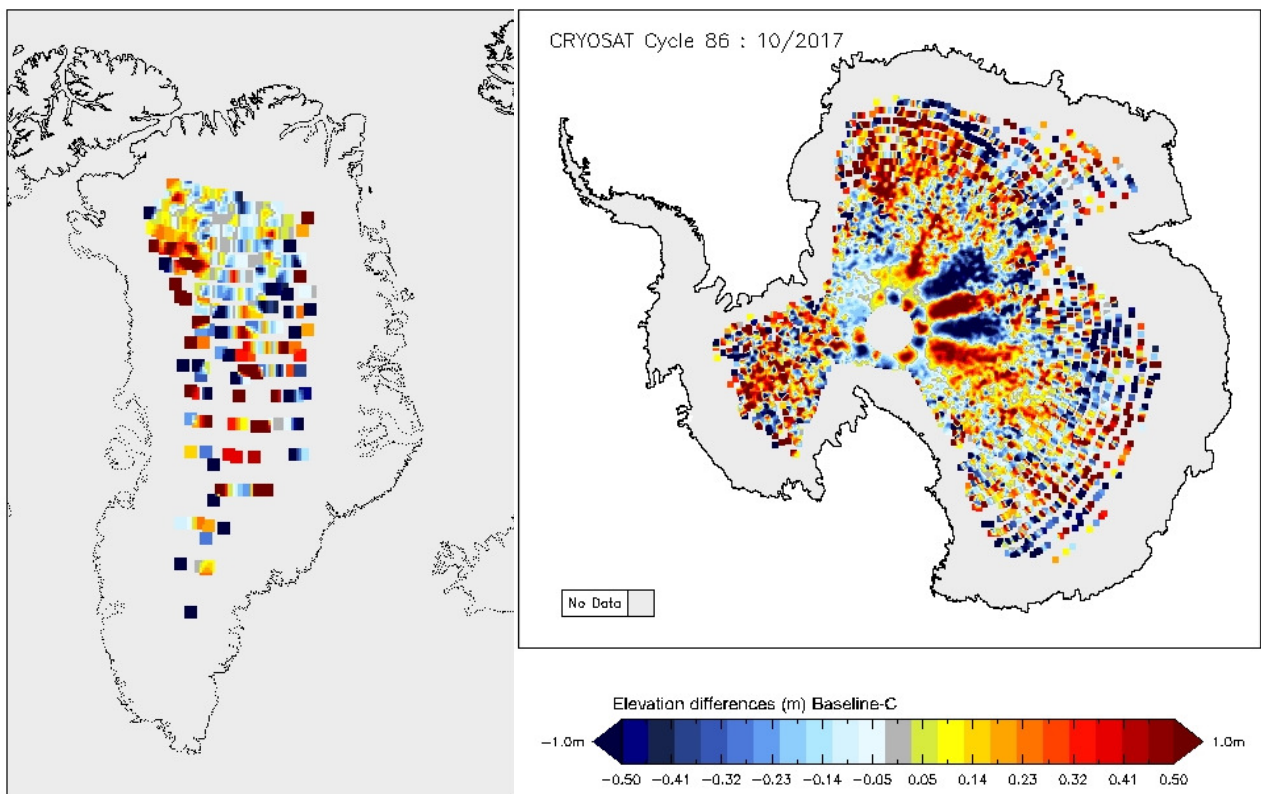 CRYOSAT Cycle 86 : 10/2017
No Data
Elevation differences (m) Baseline-C
-1.0m 1.0m
-0.50 -0.41 -0.32 -0.23 -0.14 -0.05 0.05 0.14 0.23 0.32 0.41 0.50